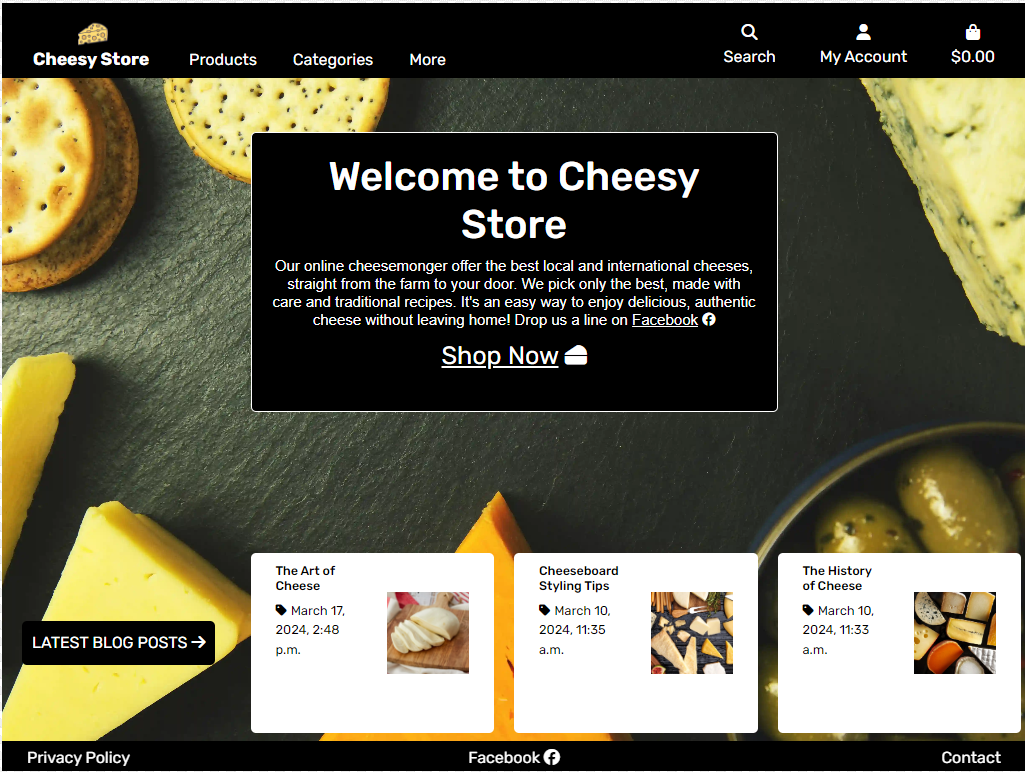 Cheesy Store
Products
Categories
More
Search
My Account
$0.00
Welcome to Cheesy
Store
Our online cheesemonger offer the best local and international cheeses,
straight from the farm to your door. We pick only the best, made with
care and traditional recipes. It's an easy way to enjoy delicious, authentic
cheese without leaving home! Drop us a line on Facebook
Shop Now
LATEST BLOG POSTS
The Art of
Cheese
March 17,
2024, 2:48
p.m.
Cheeseboard
Styling Tips
March 10,
2024, 11:35
a.m.
The History
of Cheese
March 10,
2024, 11:33
a.m.
Privacy Policy
Facebook
Contact